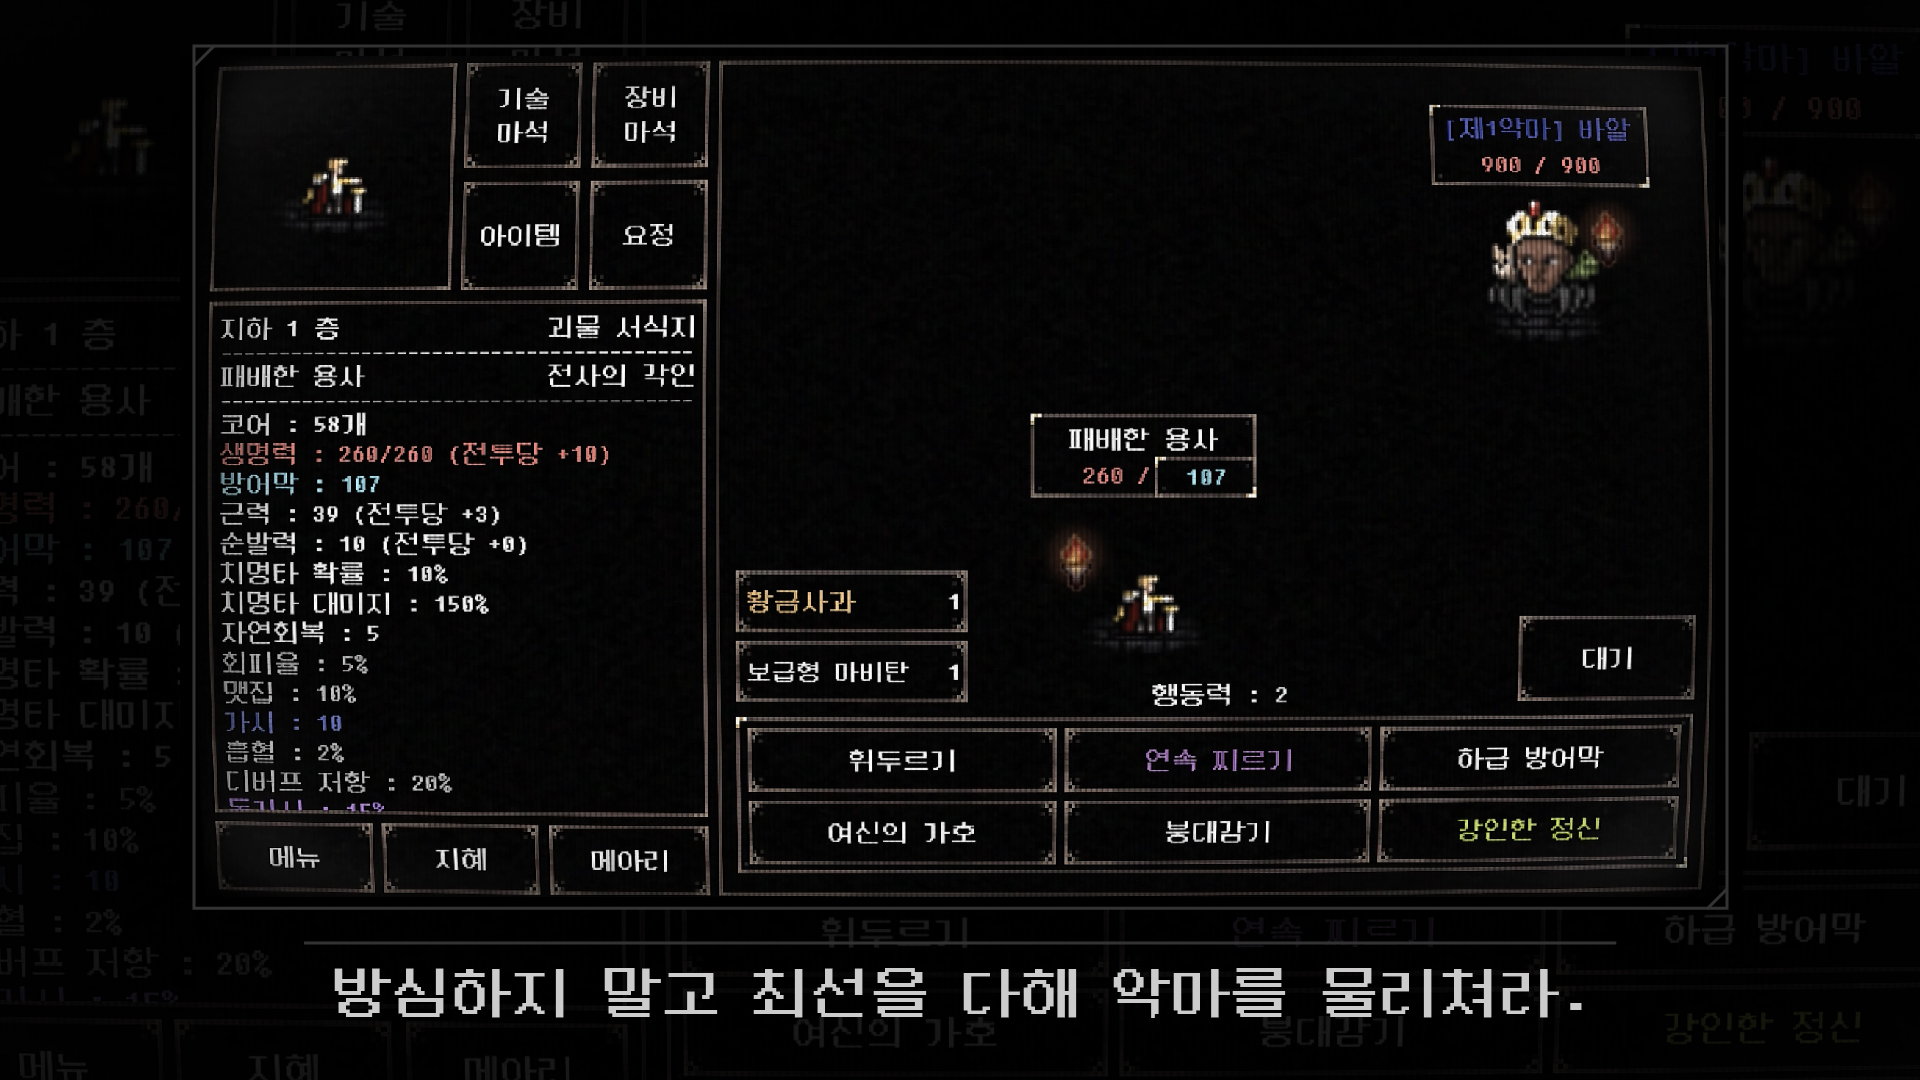 기술
마석
장비
마석
아이템
요정
지하 1 층 괴물 서식지
패배한 용사 전사의 각인
코어 : 58개
생명력 : 260/260 (전투당 +10)
방어막 : 107
근력 : 39 (전투당 +3)
순발력 : 10 (전투당 +0)
치명타 확률 : 10%
치명타 대미지 : 150%
자연회복 : 5
회피율 : 5%
맷집 : 10%
가시 : 10
흡혈 : 2%
디버프 저항 : 20%
메뉴
지혜
메아리
[제1악마] 바알
900 / 900
패배한 용사
260 / 107
황금사과 1
보급형 마비탄 1
행동력 : 2
대기
휘두르기
연속 찌르기
하급 방어막
여신의 가호
붕대감기
강인한 정신
방심하지 말고 최선을 다해 악마를 물리쳐라.